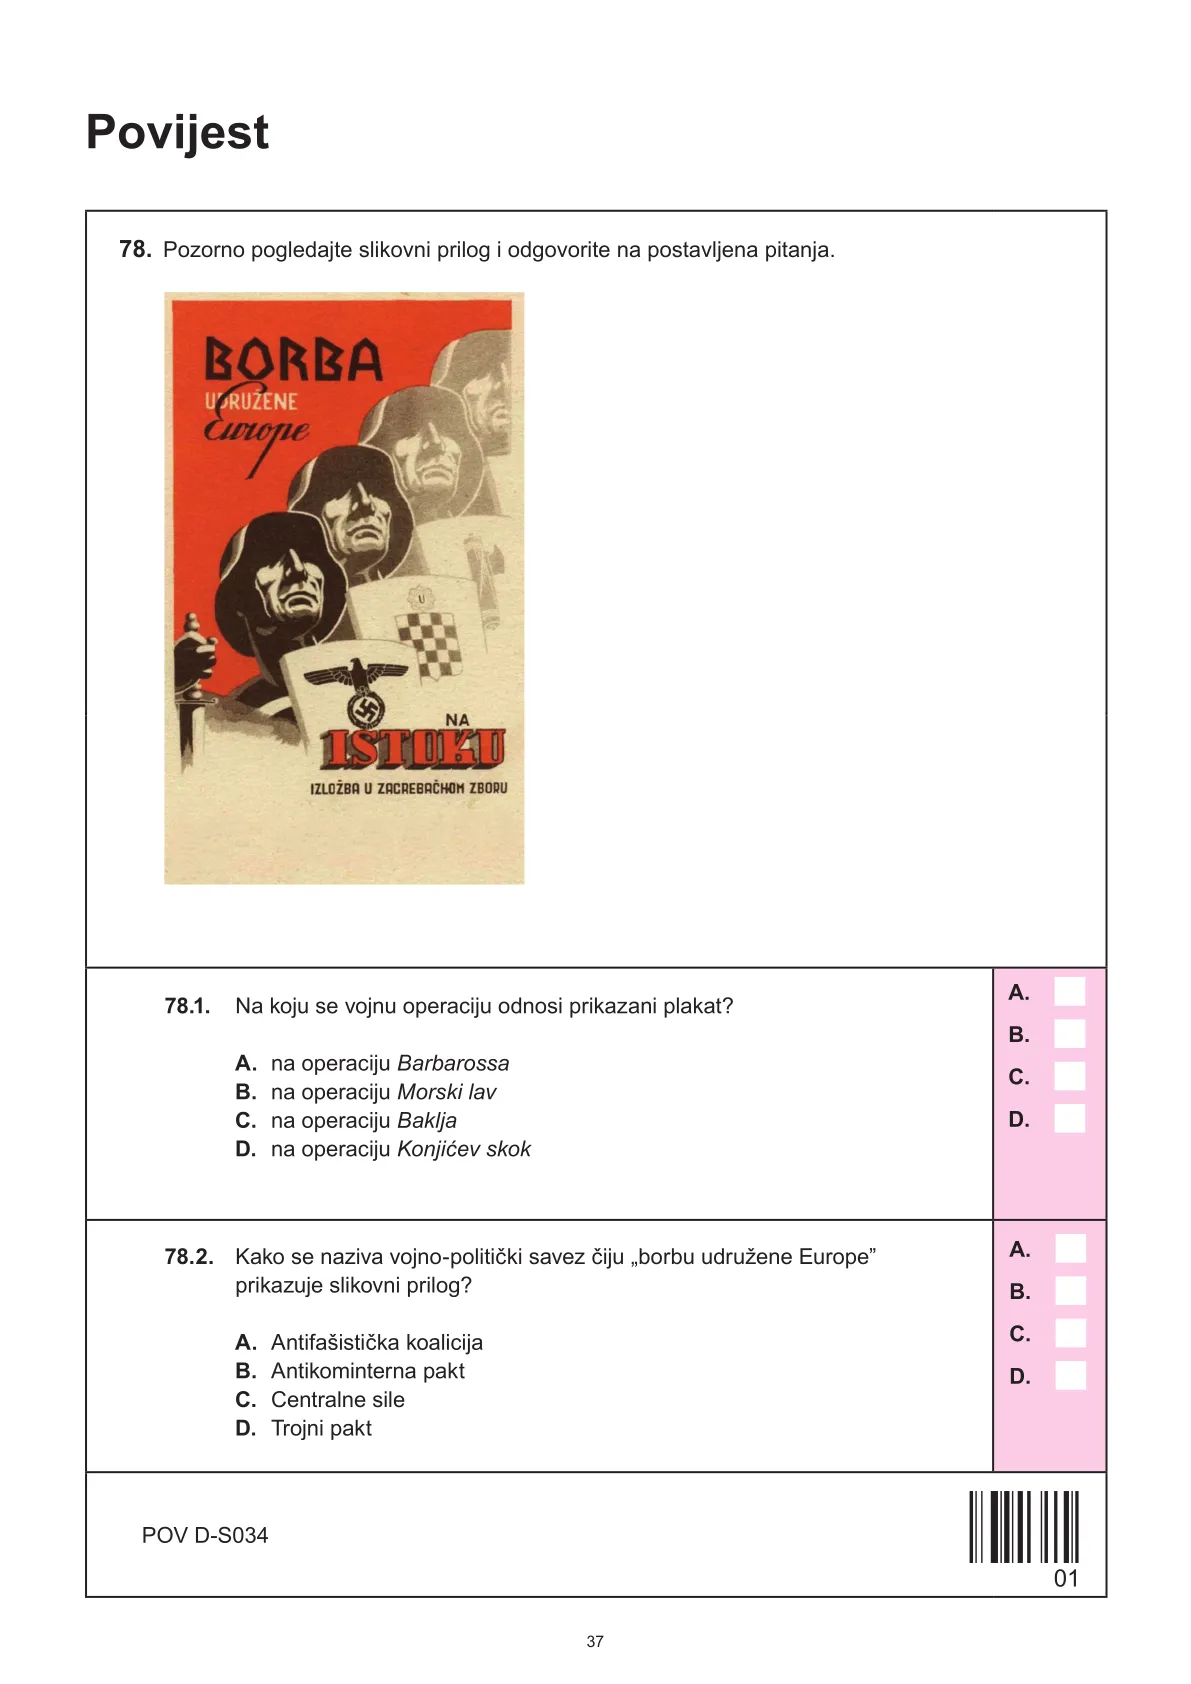 Povijest
78. Pozorno pogledajte slikovni prilog i odgovorite na postavljena pitanja.
BORBA
UDRUŽENE
Europe
U
NA
ISTOKU
IZLOŽBA U ZAGREBAČKOM ZBORU
78.1. Na koju se vojnu operaciju odnosi prikazani plakat?
A. na operaciju Barbarossa
B. na operaciju Morski lav
C. na operaciju Baklja
D. na operaciju Konjićev skok
A.
B.
C.
D.
78.2. Kako se naziva vojno-politički savez čiju „borbu udružene Europe”
prikazuje slikovni prilog?
A. Antifašistička koalicija
B. Antikominterna pakt
C. Centralne sile
D. Trojni pakt
A.
B.
C.
D.
POV D-S034
01
37